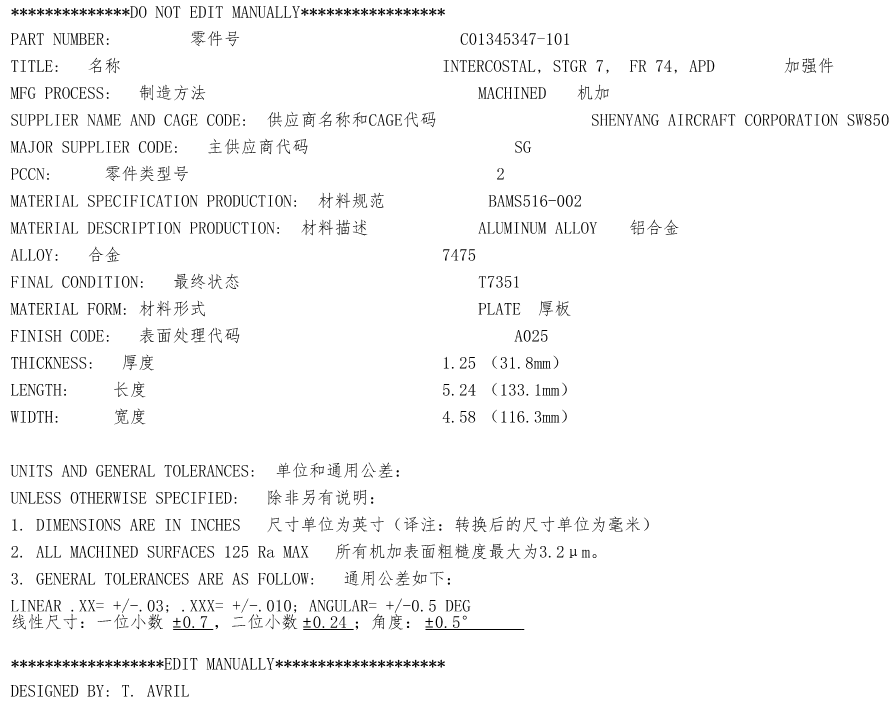 **************DO NOT EDIT MANUALLY*****************
PART NUMBER: 零件号 C01345347-101
TITLE: 名称 INTERCOSTAL, STGR 7, FR 74, APD 加强件
MFG PROCESS: 制造方法 MACHINED 机加
SUPPLIER NAME AND CAGE CODE: 供应商名称和CAGE代码 SHENYANG AIRCRAFT CORPORATION SW850
MAJOR SUPPLIER CODE: 主供应商代码 SG
PCCN: 零件类型号 2
MATERIAL SPECIFICATION PRODUCTION: 材料规范 BAMS516-002
MATERIAL DESCRIPTION PRODUCTION: 材料描述 ALUMINUM ALLOY 铝合金
ALLOY: 合金 7475
FINAL CONDITION: 最终状态 T7351
MATERIAL FORM: 材料形式 PLATE 厚板
FINISH CODE: 表面处理代码 A025
THICKNESS: 厚度 1.25 (31.8mm)
LENGTH: 长度 5.24 (133.1mm)
WIDTH: 宽度 4.58 (116.3mm)
UNITS AND GENERAL TOLERANCES: 单位和通用公差:
UNLESS OTHERWISE SPECIFIED: 除非另有说明:
1. DIMENSIONS ARE IN INCHES 尺寸单位为英寸(译注: 转换后的尺寸单位为毫米)
2. ALL MACHINED SURFACES 125 Ra MAX 所有机加表面粗糙度最大为3.2μm。
3. GENERAL TOLERANCES ARE AS FOLLOW: 通用公差如下:
LINEAR .XX= +/-.03; .XXX= +/-.010; ANGULAR= +/-0.5 DEG
线性尺寸: 一位小数 ±0.7 , 二位小数 ±0.24 ; 角度: ±0.5°
******************EDIT MANUALLY********************
DESIGNED BY: T. AVRIL